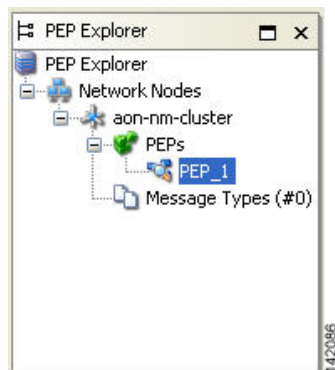 PEP Explorer
PEP Explorer
Network Nodes
aon-nm-cluster
PEPs
PEP_1
Message Types (#0)
142086